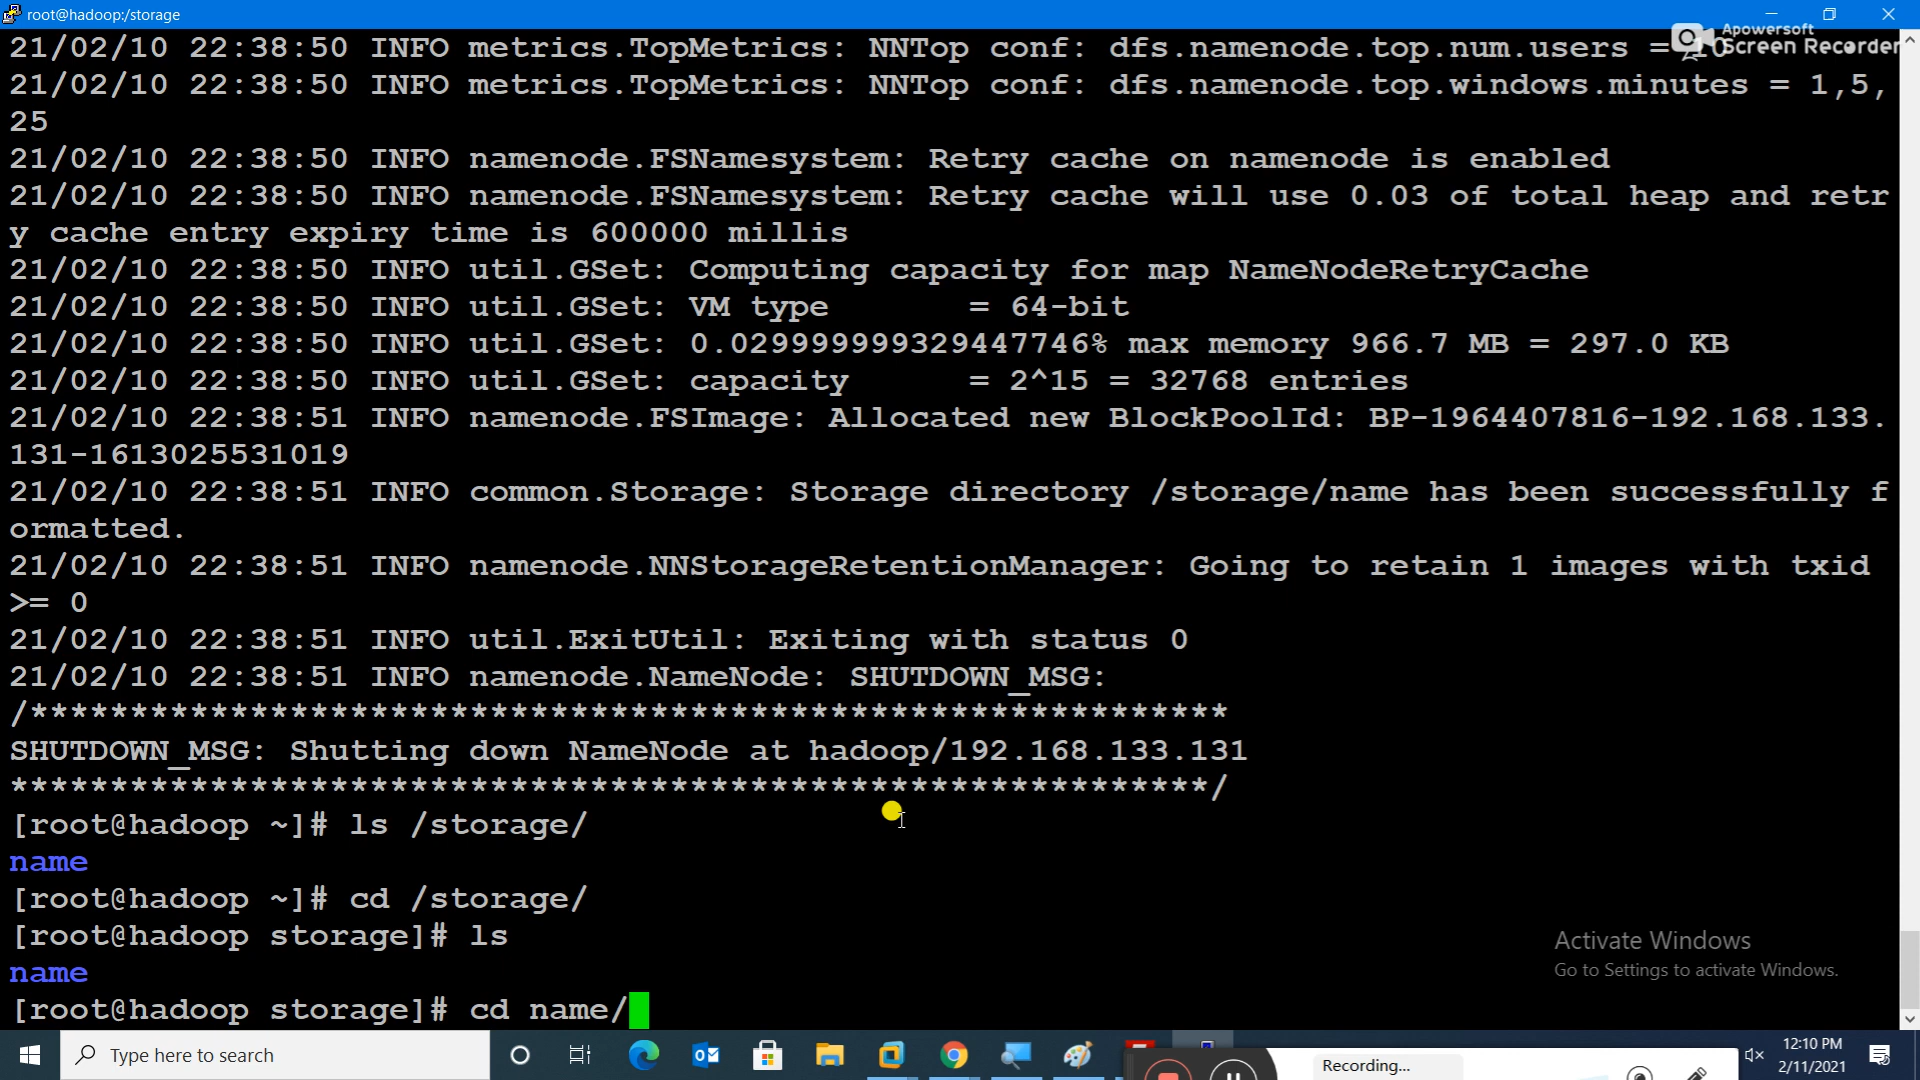 root@hadoop:/storage
Apowersoft
Screen Recorder
21/02/10 22:38:50 INFO metrics.TopMetrics: NNTop conf: dfs.namenode.top.num.users = 10
21/02/10 22:38:50 INFO metrics.TopMetrics: NNTop conf: dfs.namenode.top.windows.minutes = 1,5,
25
21/02/10 22:38:50 INFO namenode.FSNamesystem: Retry cache on namenode is enabled
21/02/10 22:38:50 INFO namenode.FSNamesystem: Retry cache will use 0.03 of total heap and retr
y cache entry expiry time is 600000 millis
21/02/10 22:38:50 INFO util.GSet: Computing capacity for map NameNodeRetryCache
21/02/10 22:38:50 INFO util.GSet: VM type       = 64-bit
21/02/10 22:38:50 INFO util.GSet: 0.029999999329447746% max memory 966.7 MB = 297.0 KB
21/02/10 22:38:50 INFO util.GSet: capacity      = 2^15 = 32768 entries
21/02/10 22:38:51 INFO namenode.FSImage: Allocated new BlockPoolId: BP-1964407816-192.168.133.
131-1613025531019
21/02/10 22:38:51 INFO common.Storage: Storage directory /storage/name has been successfully f
ormatted.
21/02/10 22:38:51 INFO namenode.NNStorageRetentionManager: Going to retain 1 images with txid
>= 0
21/02/10 22:38:51 INFO util.ExitUtil: Exiting with status 0
21/02/10 22:38:51 INFO namenode.NameNode: SHUTDOWN_MSG:
/************************************************************
SHUTDOWN_MSG: Shutting down NameNode at hadoop/192.168.133.131
************************************************************/
[root@hadoop ~]# ls /storage/
name
[root@hadoop ~]# cd /storage/
[root@hadoop storage]# ls
name
[root@hadoop storage]# cd name/
Activate Windows
Go to Settings to activate Windows.
Type here to search
Recording...
12:10 PM
2/11/2021